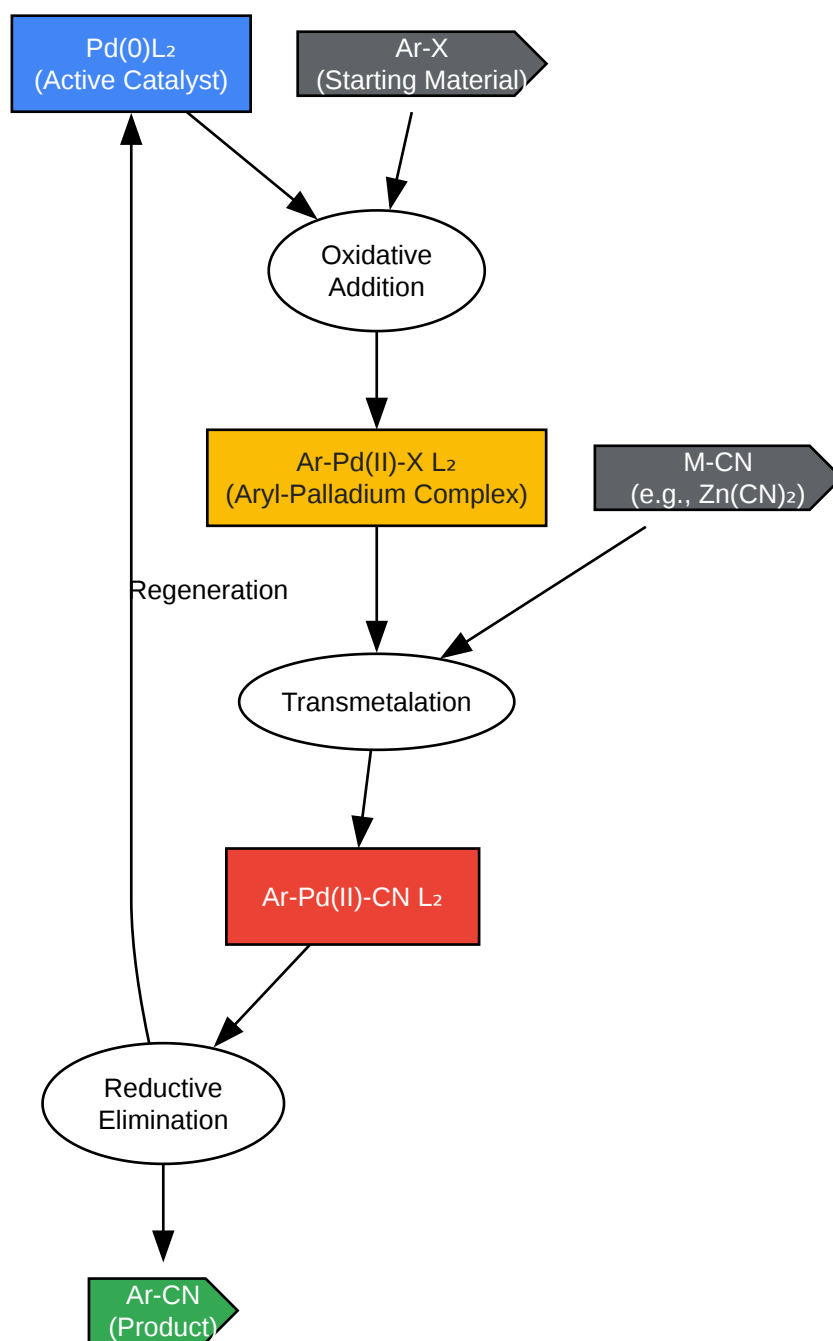 Pd(0)L₂
(Active Catalyst)
Ar-X
(Starting Material)
Oxidative
Addition
Ar-Pd(II)-X L₂
(Aryl-Palladium Complex)
M-CN
(e.g., Zn(CN)₂)
Regeneration
Transmetalation
Ar-Pd(II)-CN L₂
Reductive
Elimination
Ar-CN
(Product)